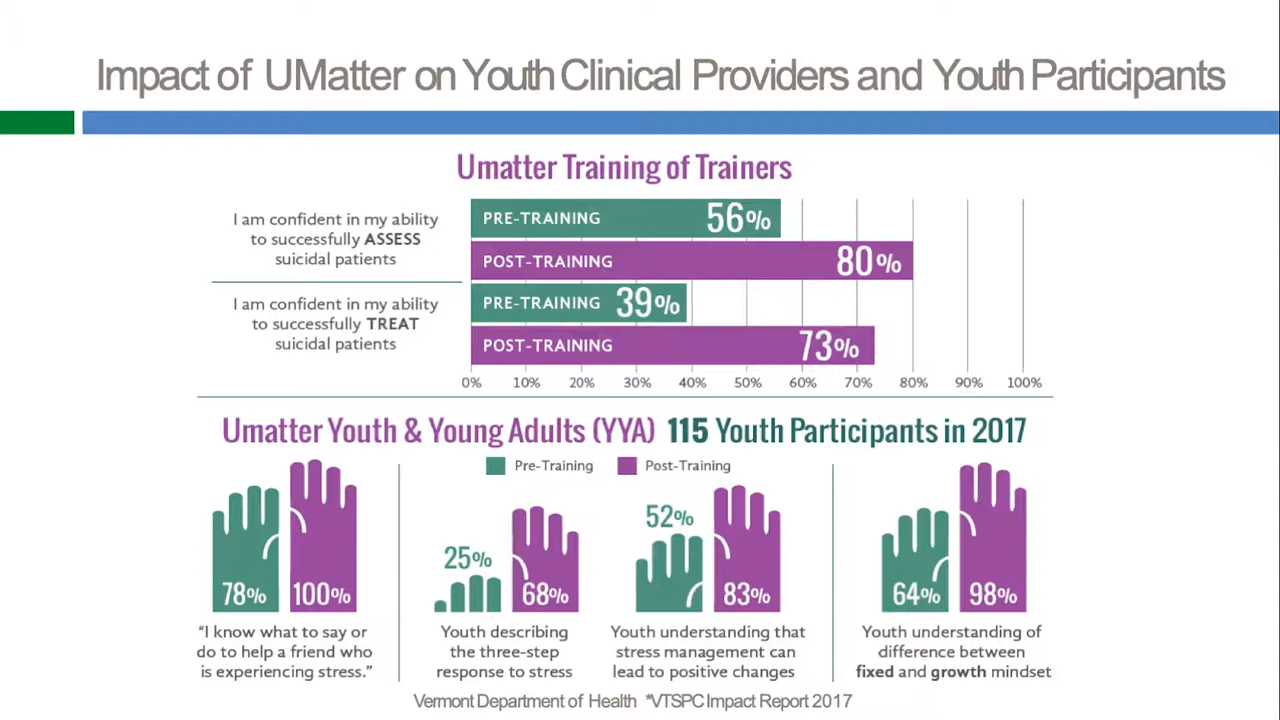 Impact of UMatter on Youth Clinical Providers and Youth Participants
Umatter Training of Trainers
I am confident in my ability
to successfully ASSESS
suicidal patients
PRE-TRAINING 56%
POST-TRAINING 80%
I am confident in my ability
to successfully TREAT
suicidal patients
PRE-TRAINING 39%
POST-TRAINING 73%
0% 10% 20% 30% 40% 50% 60% 70% 80% 90% 100%
Umatter Youth & Young Adults (YYA) 115 Youth Participants in 2017
Pre-Training Post-Training
78% 100%
"I know what to say or
do to help a friend who
is experiencing stress."
25% 68%
Youth describing
the three-step
response to stress
52% 83%
Youth understanding that
stress management can
lead to positive changes
64% 98%
Youth understanding of
difference between
fixed and growth mindset
Vermont Department of Health *VTSPC Impact Report 2017